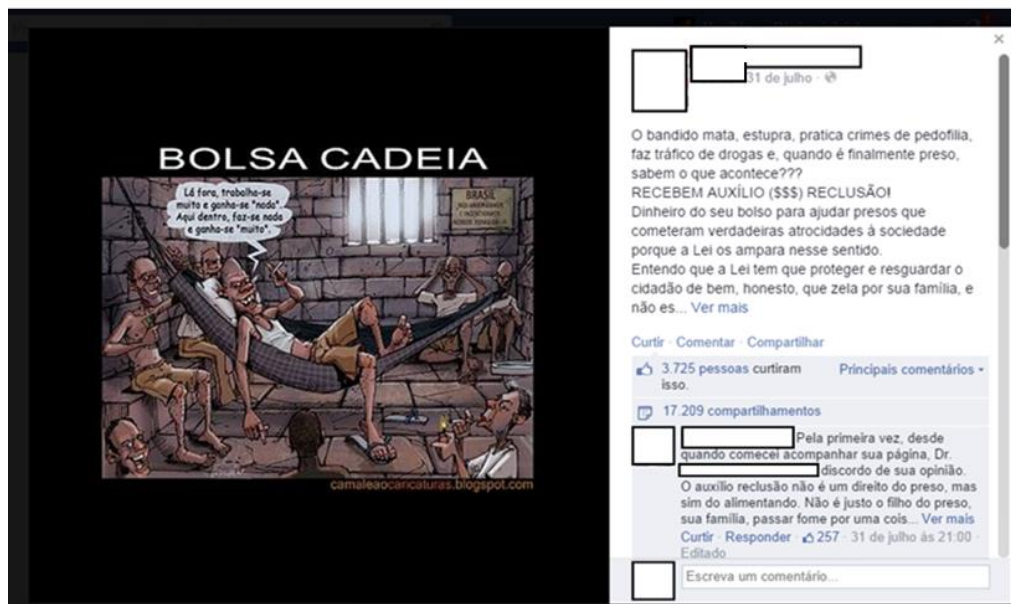 BOLSA CADEIA
Lá fora, trabalha-se
muito e ganha-se "nada".
Aqui dentro, faz-se nada
e ganha-se "muito".
BRASIL
camaleaocaricaturas.blogspot.com
31 de julho
O bandido mata, estupra, pratica crimes de pedofilia,
faz tráfico de drogas e, quando é finalmente preso,
sabem o que acontece???
RECEBEM AUXÍLIO ($$$) RECLUSÃO!
Dinheiro do seu bolso para ajudar presos que
cometeram verdadeiras atrocidades à sociedade
porque a Lei os ampara nesse sentido.
Entendo que a Lei tem que proteger e resguardar o
cidadão de bem, honesto, que zela por sua família, e
não es... Ver mais
Curtir · Comentar · Compartilhar
3.725 pessoas curtiram
isso.
Principais comentários
17.209 compartilhamentos
Pela primeira vez, desde
quando comecei acompanhar sua página, Dr.
discordo de sua opinião.
O auxílio reclusão não é um direito do preso, mas
sim do alimentando. Não é justo o filho do preso,
sua família, passar fome por uma cois... Ver mais
Curtir · Responder · 257 · 31 de julho às 21:00 ·
Editado
Escreva um comentário...